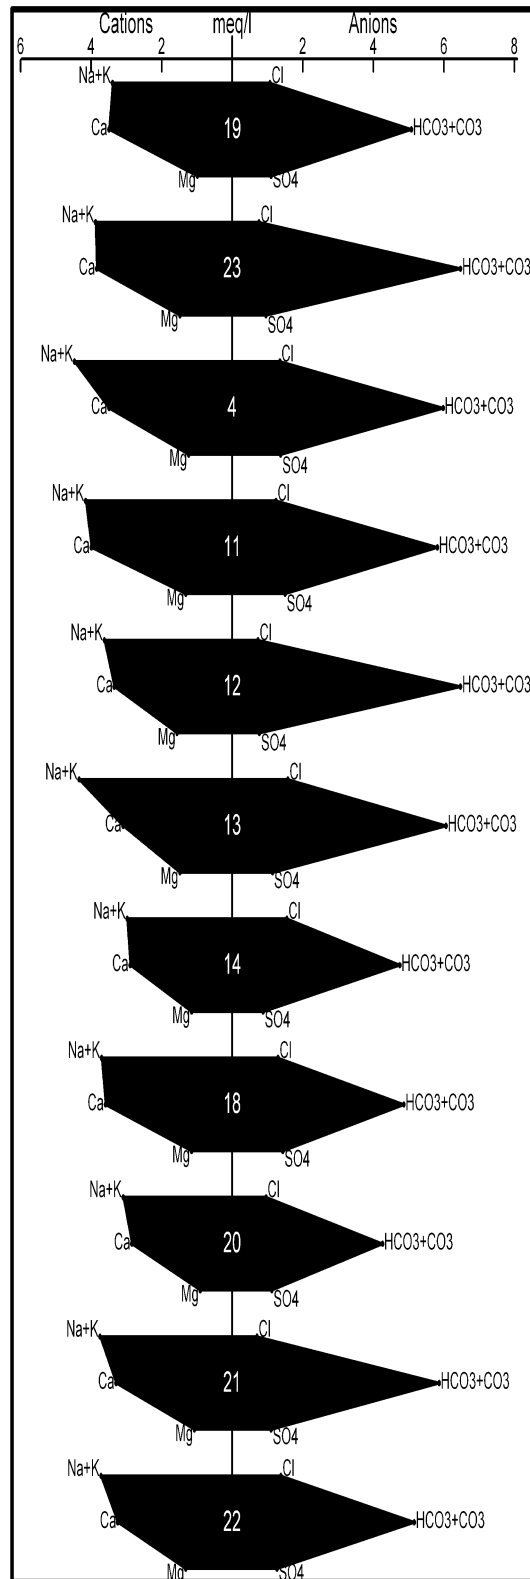 Cations meq/l Anions
6 4 2 2 4 6 8
Na+K Cl
Ca 19 HCO3+CO3
Mg SO4
Na+K Cl
Ca 23 HCO3+CO3
Mg SO4
Na+K Cl
Ca 4 HCO3+CO3
Mg SO4
Na+K Cl
Ca 11 HCO3+CO3
Mg SO4
Na+K Cl
Ca 12 HCO3+CO3
Mg SO4
Na+K Cl
Ca 13 HCO3+CO3
Mg SO4
Na+K Cl
Ca 14 HCO3+CO3
Mg SO4
Na+K Cl
Ca 18 HCO3+CO3
Mg SO4
Na+K Cl
Ca 20 HCO3+CO3
Mg SO4
Na+K Cl
Ca 21 HCO3+CO3
Mg SO4
Na+K Cl
Ca 22 HCO3+CO3
Mg SO4